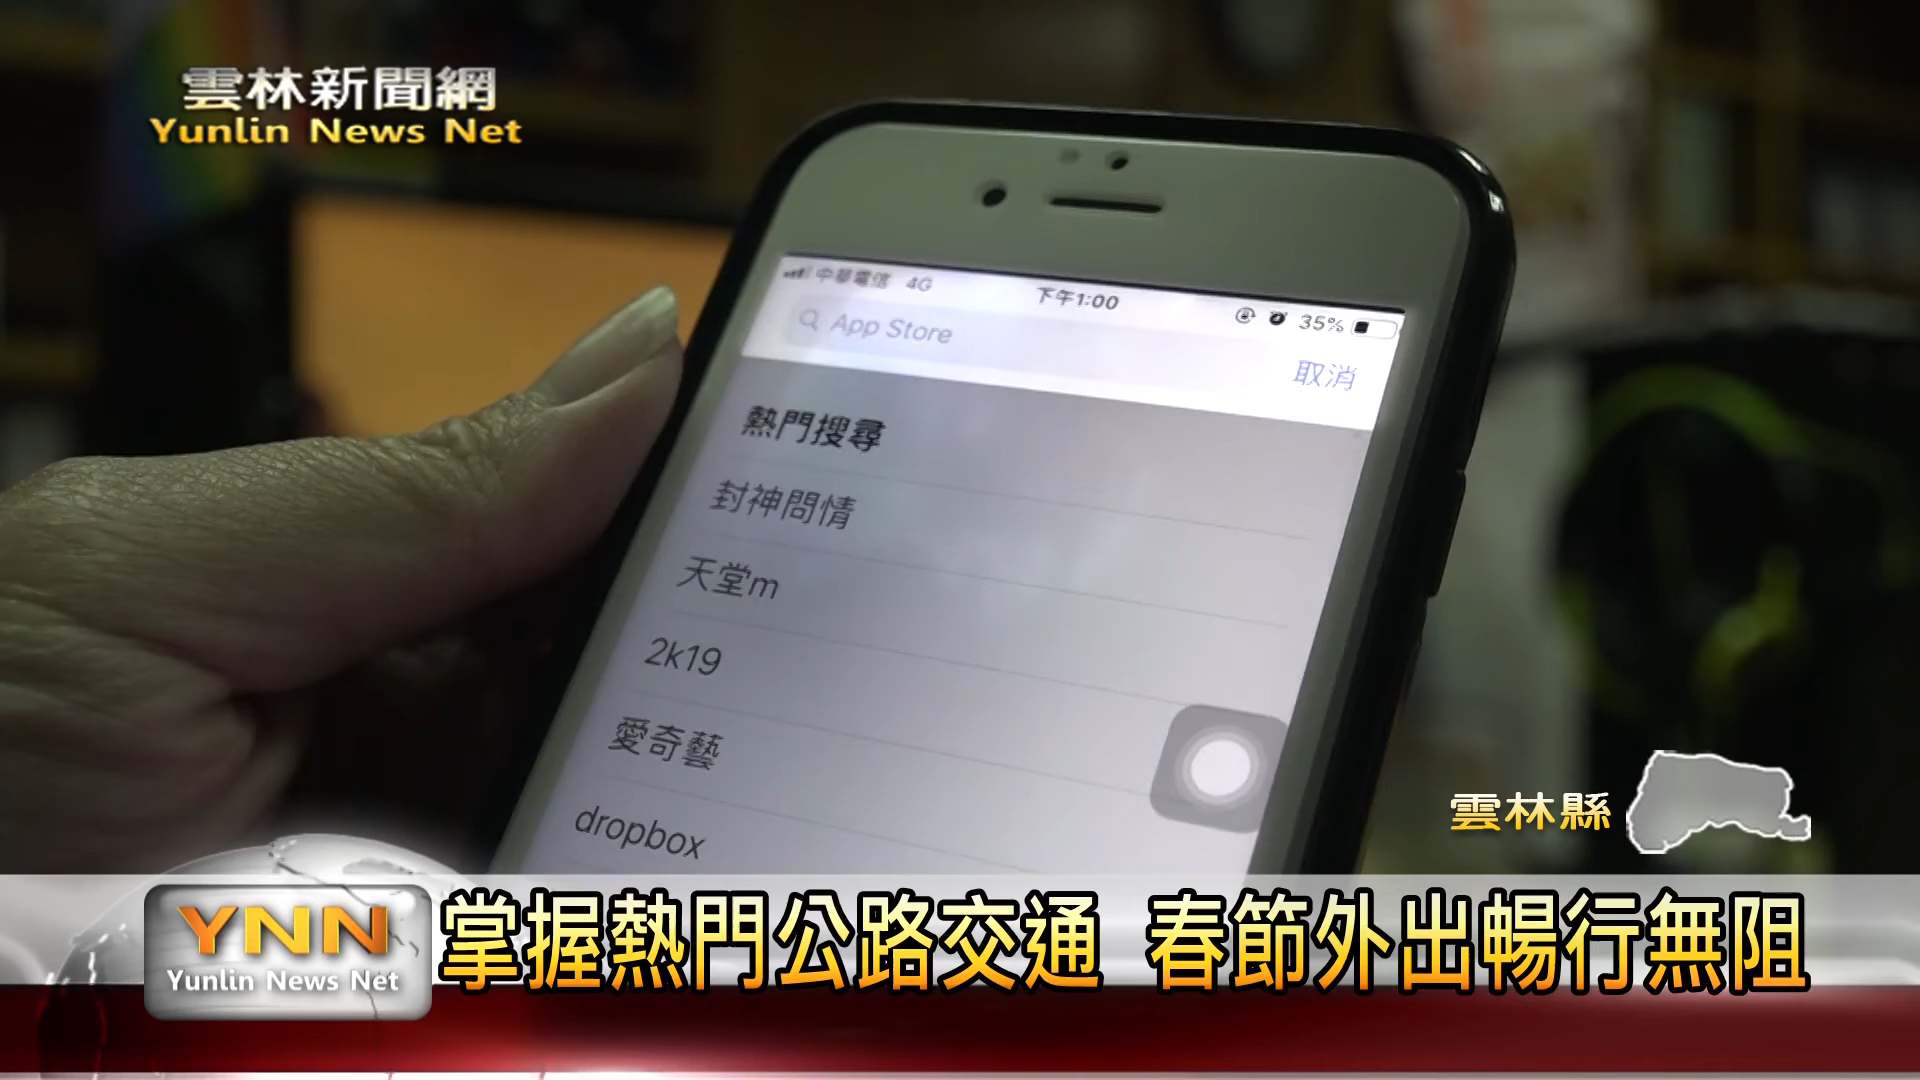 雲林新聞網
Yunlin News Net
中華電信 4G 下午1:00 35%
App Store
取消
熱門搜尋
封神問情
天堂m
2k19
愛奇藝
dropbox
雲林縣
YNN
Yunlin News Net
掌握熱門公路交通 春節外出暢行無阻